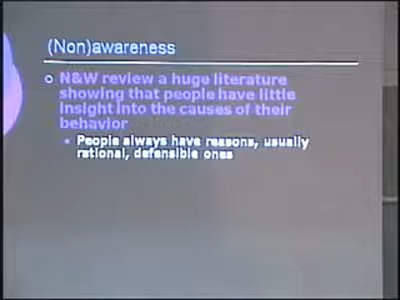 (Non)awareness
N&W review a huge literature
showing that people have little
insight into the causes of their
behavior
People always have reasons, usually
rational, defensible ones